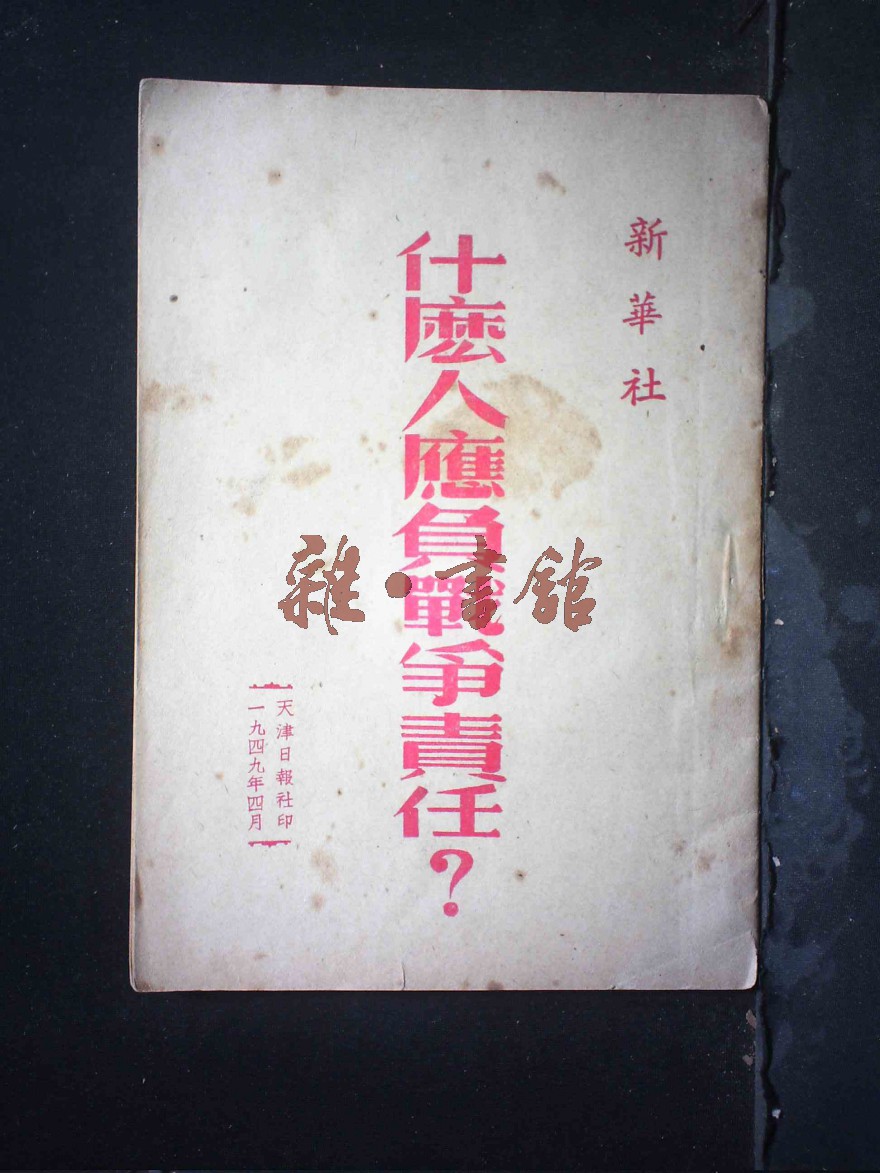 新華社
什麽人應負戰爭責任?
天津日報社印
一九四九年四月
雜·書館